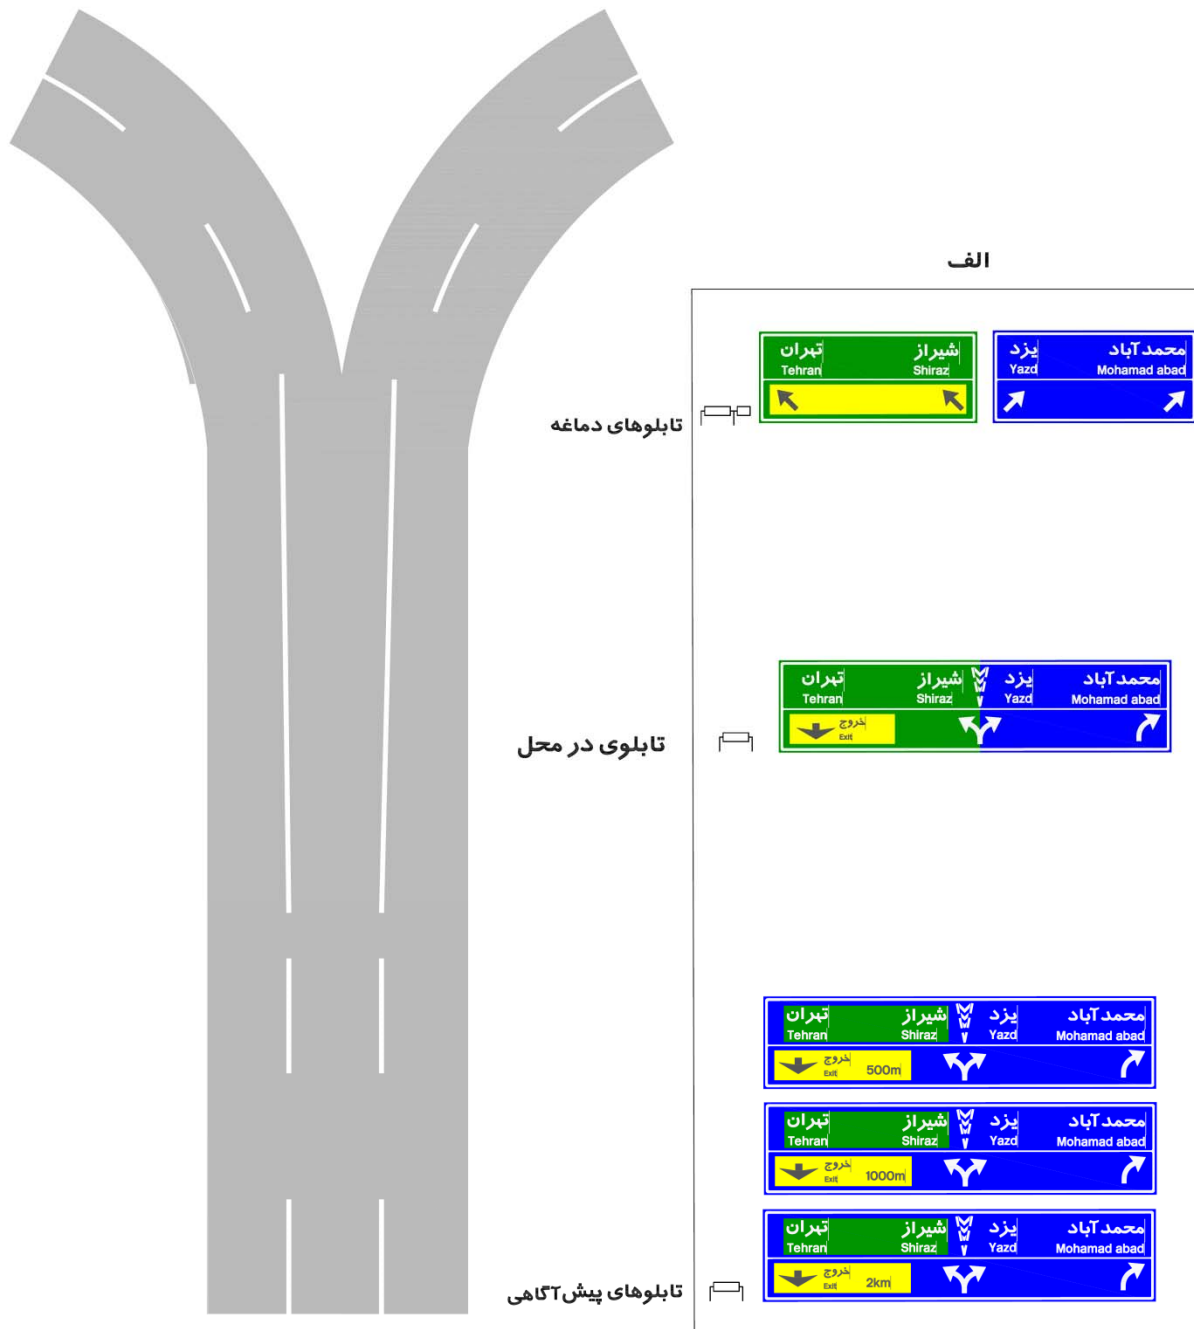 الف
تهران شیراز
Tehran Shiraz
یزد محمدآباد
Yazd Mohamad abad
تابلوهای دماغه
تهران شیراز یزد محمدآباد
Tehran Shiraz Yazd Mohamad abad
خروج
Exit
تابلوی در محل
تهران شیراز یزد محمدآباد
Tehran Shiraz Yazd Mohamad abad
خروج
Exit 500m
تهران شیراز یزد محمدآباد
Tehran Shiraz Yazd Mohamad abad
خروج
Exit 1000m
تهران شیراز یزد محمدآباد
Tehran Shiraz Yazd Mohamad abad
خروج
Exit 2km
تابلوهای پیش‌آگاهی